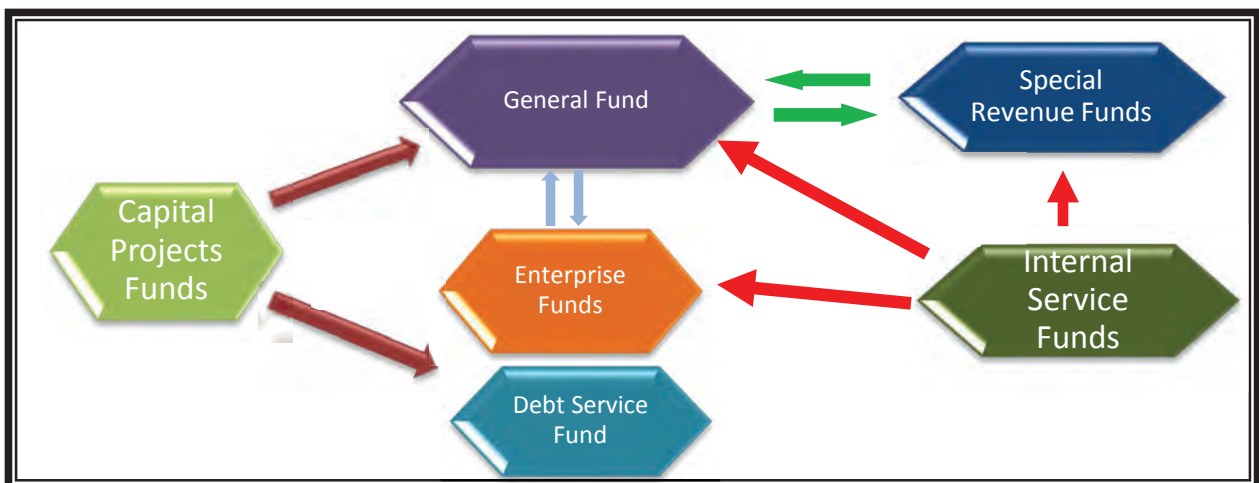 General Fund
Special
Revenue Funds
Capital
Projects
Funds
Enterprise
Funds
Internal
Service
Funds
Debt Service
Fund